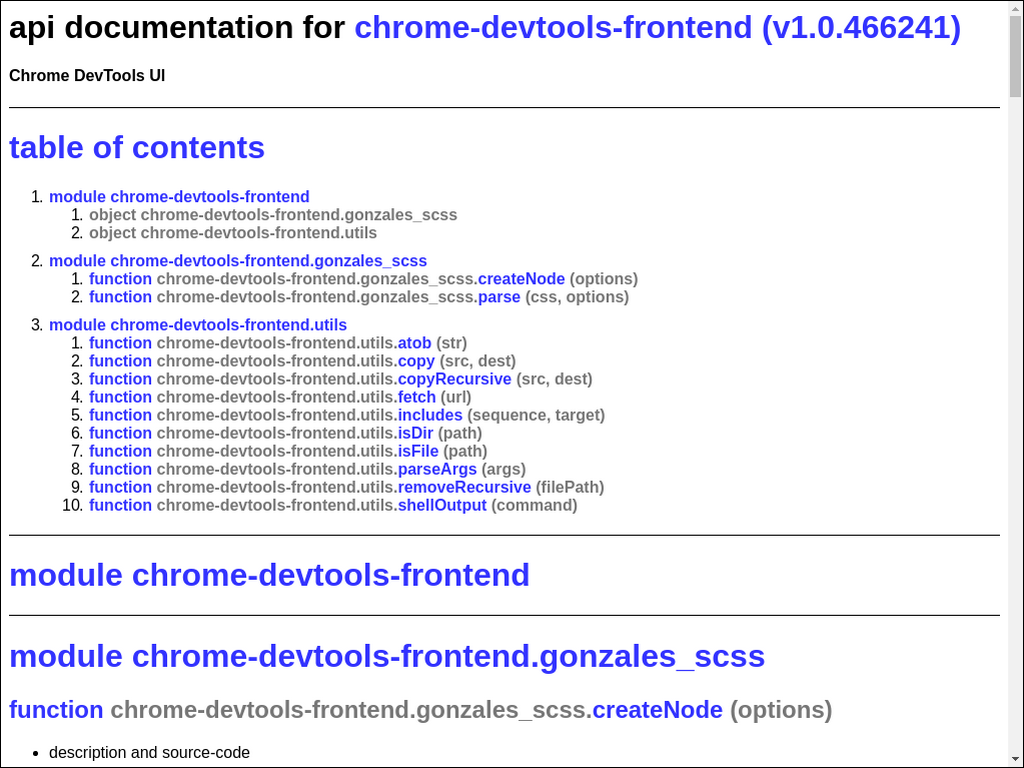 api documentation for chrome-devtools-frontend (v1.0.466241)
Chrome DevTools UI
table of contents
1. module chrome-devtools-frontend
1. object chrome-devtools-frontend.gonzales_scss
2. object chrome-devtools-frontend.utils
2. module chrome-devtools-frontend.gonzales_scss
1. function chrome-devtools-frontend.gonzales_scss.createNode (options)
2. function chrome-devtools-frontend.gonzales_scss.parse (css, options)
3. module chrome-devtools-frontend.utils
1. function chrome-devtools-frontend.utils.atob (str)
2. function chrome-devtools-frontend.utils.copy (src, dest)
3. function chrome-devtools-frontend.utils.copyRecursive (src, dest)
4. function chrome-devtools-frontend.utils.fetch (url)
5. function chrome-devtools-frontend.utils.includes (sequence, target)
6. function chrome-devtools-frontend.utils.isDir (path)
7. function chrome-devtools-frontend.utils.isFile (path)
8. function chrome-devtools-frontend.utils.parseArgs (args)
9. function chrome-devtools-frontend.utils.removeRecursive (filePath)
10. function chrome-devtools-frontend.utils.shellOutput (command)
module chrome-devtools-frontend
module chrome-devtools-frontend.gonzales_scss
function chrome-devtools-frontend.gonzales_scss.createNode (options)
• description and source-code